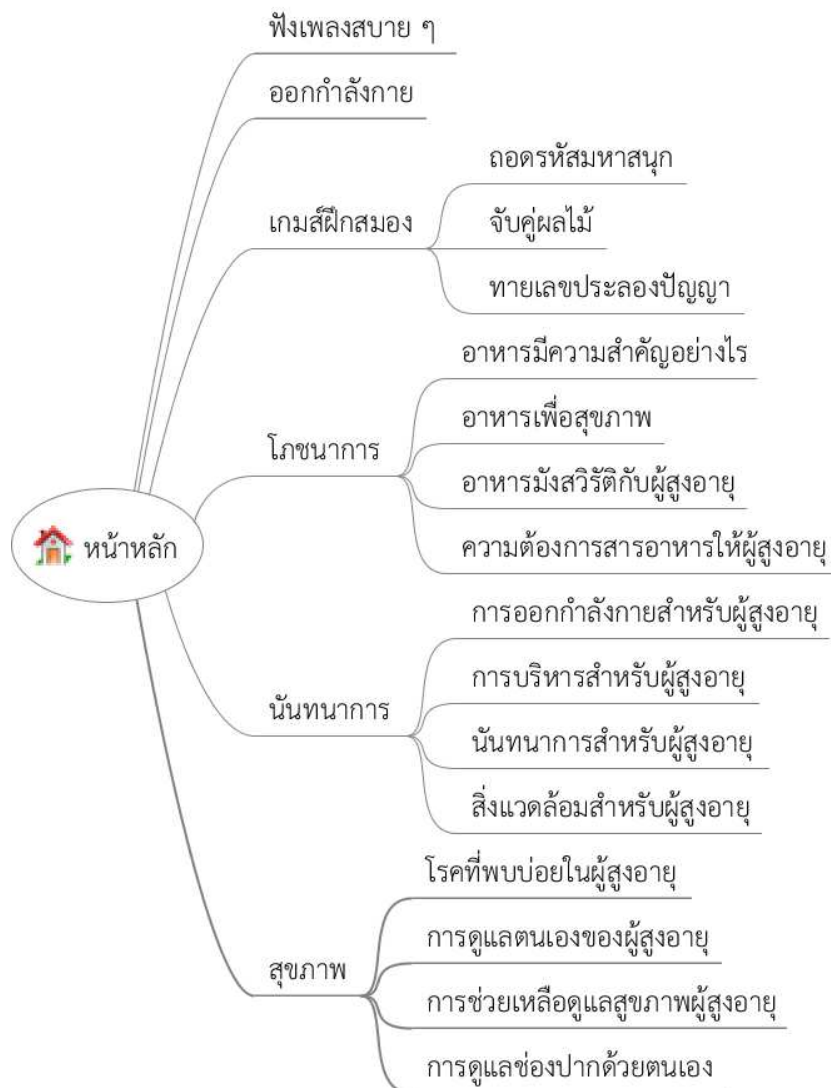 ฟังเพลงสบาย ๆ
ออกกำลังกาย
เกมส์ฝึกสมอง
ถอดรหัสมหาสนุก
จับคู่ผลไม้
ทายเลขประลองปัญญา
โภชนาการ
อาหารมีความสำคัญอย่างไร
อาหารเพื่อสุขภาพ
อาหารมังสวิรัติกับผู้สูงอายุ
ความต้องการสารอาหารให้ผู้สูงอายุ
หน้าหลัก
นันทนาการ
การออกกำลังกายสำหรับผู้สูงอายุ
การบริหารสำหรับผู้สูงอายุ
นันทนาการสำหรับผู้สูงอายุ
สิ่งแวดล้อมสำหรับผู้สูงอายุ
สุขภาพ
โรคที่พบบ่อยในผู้สูงอายุ
การดูแลตนเองของผู้สูงอายุ
การช่วยเหลือดูแลสูขภาพผู้สูงอายุ
การดูแลช่องปากด้วยตนเอง